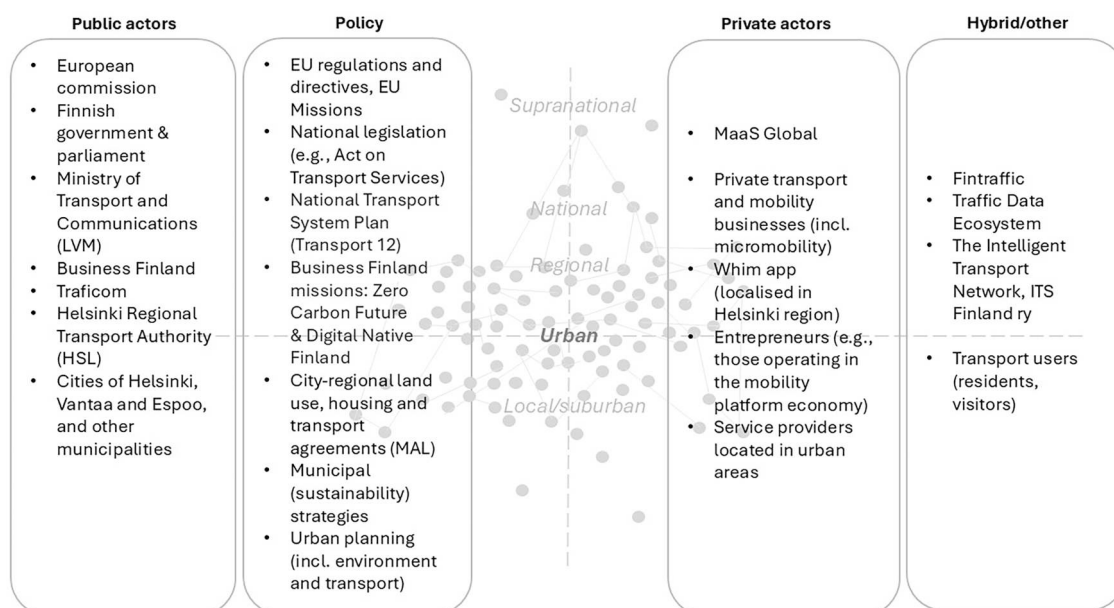 Public actors
• European
commission
• Finnish
government &
parliament
• Ministry of
Transport and
Communications
(LVM)
• Business Finland
• Traficom
• Helsinki Regional
Transport Authority
(HSL)
• Cities of Helsinki,
Vantaa and Espoo,
and other
municipalities
Policy
• EU regulations and
directives, EU
Missions
• National legislation
(e.g., Act on
Transport Services)
• National Transport
System Plan
(Transport 12)
• Business Finland
missions: Zero
Carbon Future
& Digital Native
Finland
• City-regional land
use, housing and
transport
agreements (MAL)
• Municipal
(sustainability)
strategies
• Urban planning
(incl. environment
and transport)
Supranational
National
Regional
Urban
Local/suburban
Private actors
• MaaS Global
• Private transport
and mobility
businesses (incl.
micromobility)
• Whim app
(localised in
Helsinki region)
• Entrepreneurs (e.g.,
those operating in
the mobility
platform economy)
• Service providers
located in urban
areas
Hybrid/other
• Fintraffic
• Traffic Data
Ecosystem
• The Intelligent
Transport
Network, ITS
Finland ry
• Transport users
(residents,
visitors)